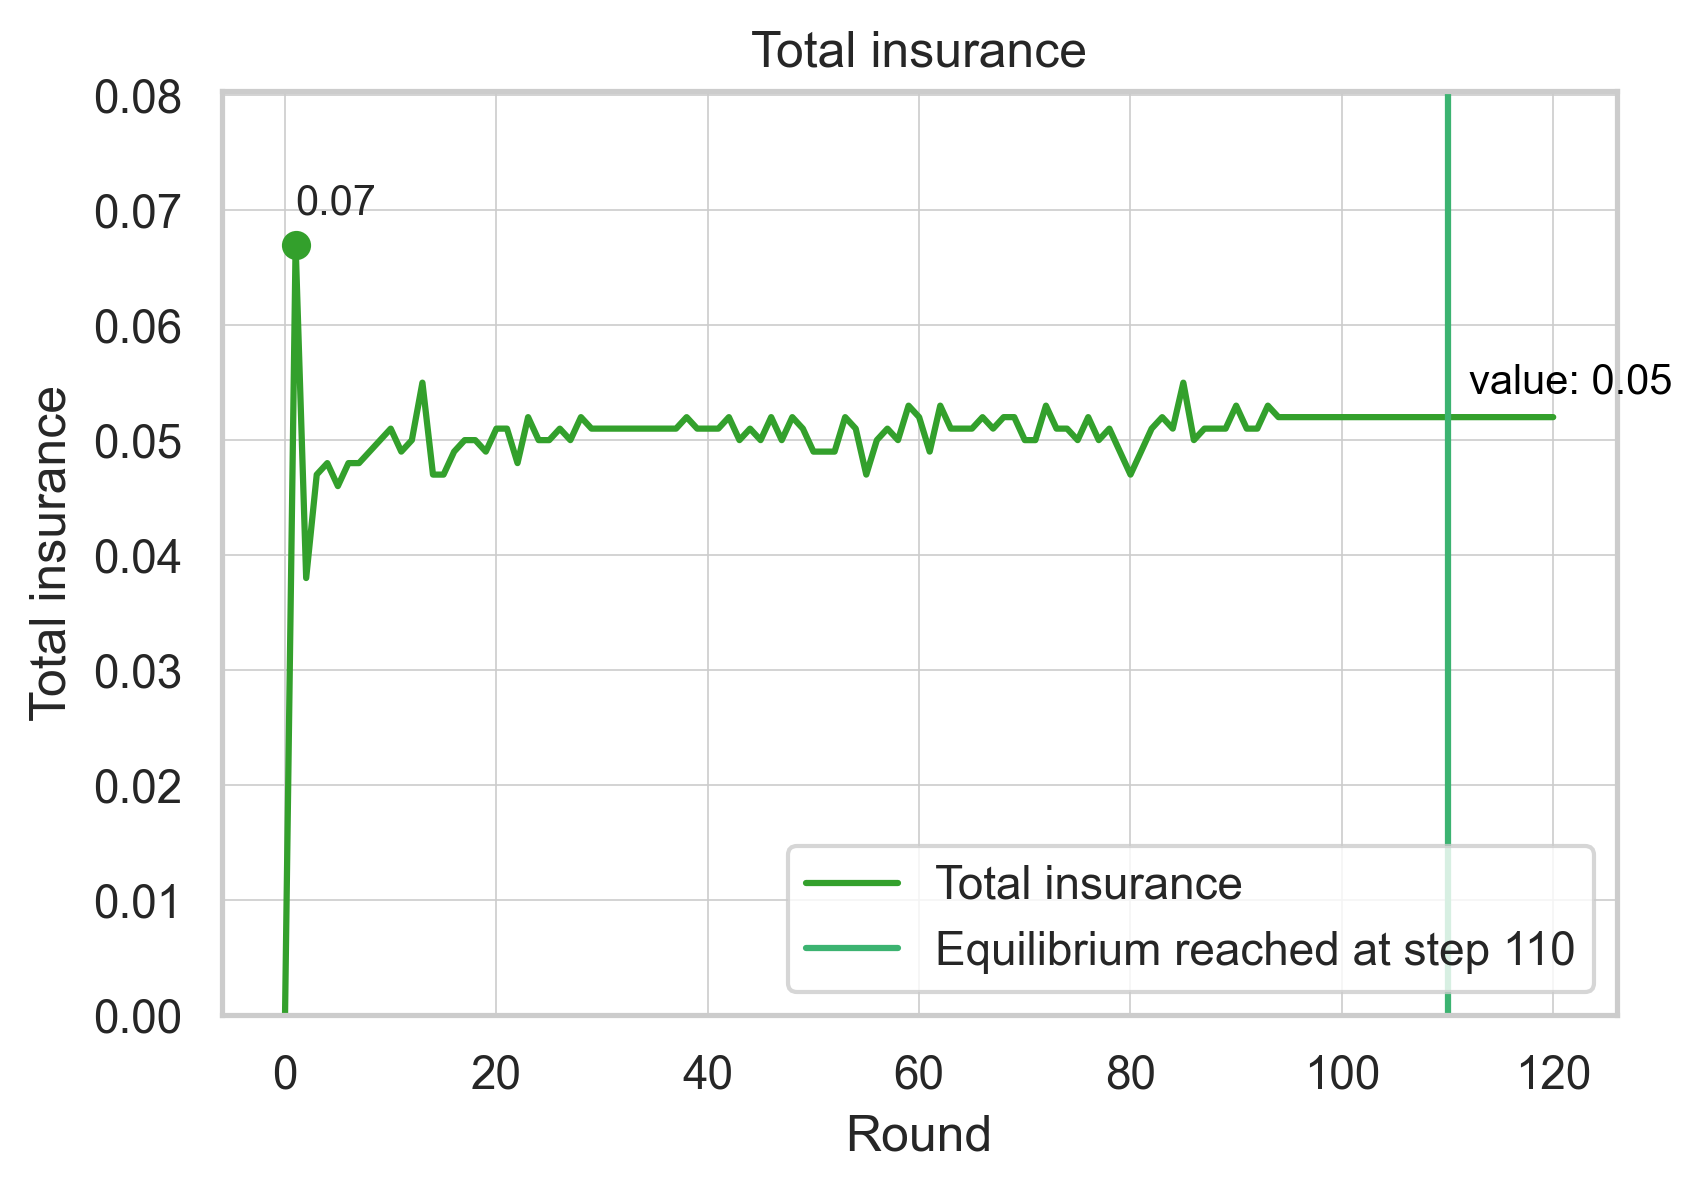 Total insurance
0.08
0.07
0.07
0.06
value: 0.05
0.05
0.04
0.03
0.02
0.01
0.00
Total insurance
Total insurance
Equilibrium reached at step 110
0 20 40 60 80 100 120
Round